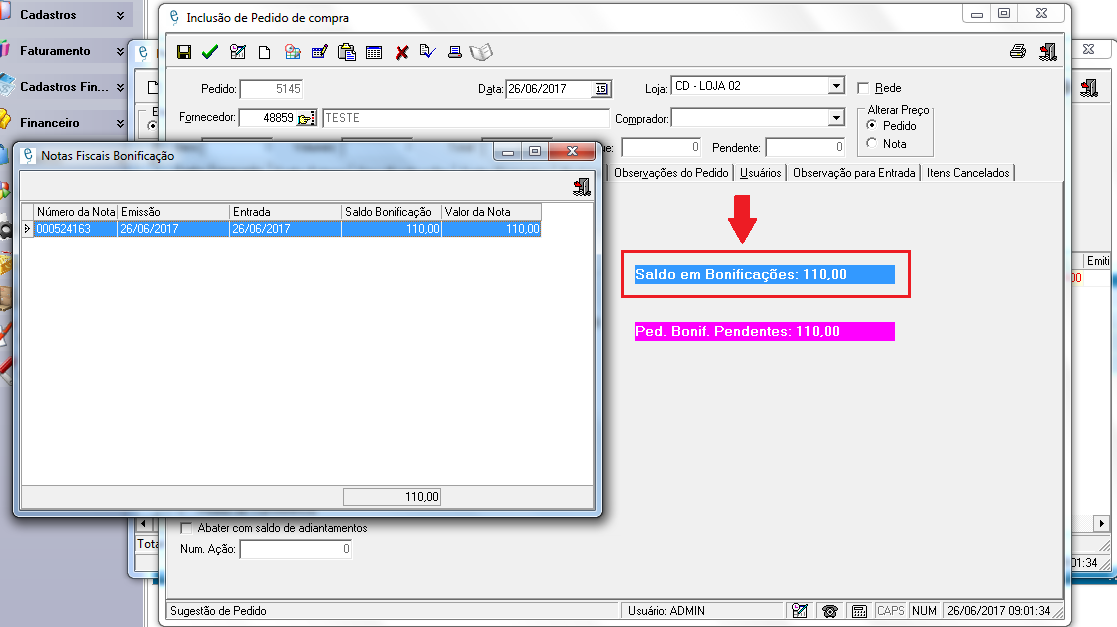 Cadastros
Faturamento
Cadastros Fin...
Financeiro
Inclusão de Pedido de compra
Pedido: 5145
Data: 26/06/2017
Loja: CD - LOJA 02
Rede
Fornecedor: 48859 TESTE
Comprador:
Alterar Preço
Pedido
Nota
0 Pendente: 0
Observações do Pedido
Usuários
Observação para Entrada
Itens Cancelados
Notas Fiscais Bonificação
Número da Nota Emissão Entrada Saldo Bonificação Valor da Nota
000524163 26/06/2017 26/06/2017 110,00 110,00
110,00
Saldo em Bonificações: 110,00
Ped. Bonif. Pendentes: 110,00
Emiti
Abater com saldo de adiantamentos
Num. Ação: 0
Tota
01:34
Sugestão de Pedido
Usuário: ADMIN
CAPS NUM 26/06/2017 09:01:34